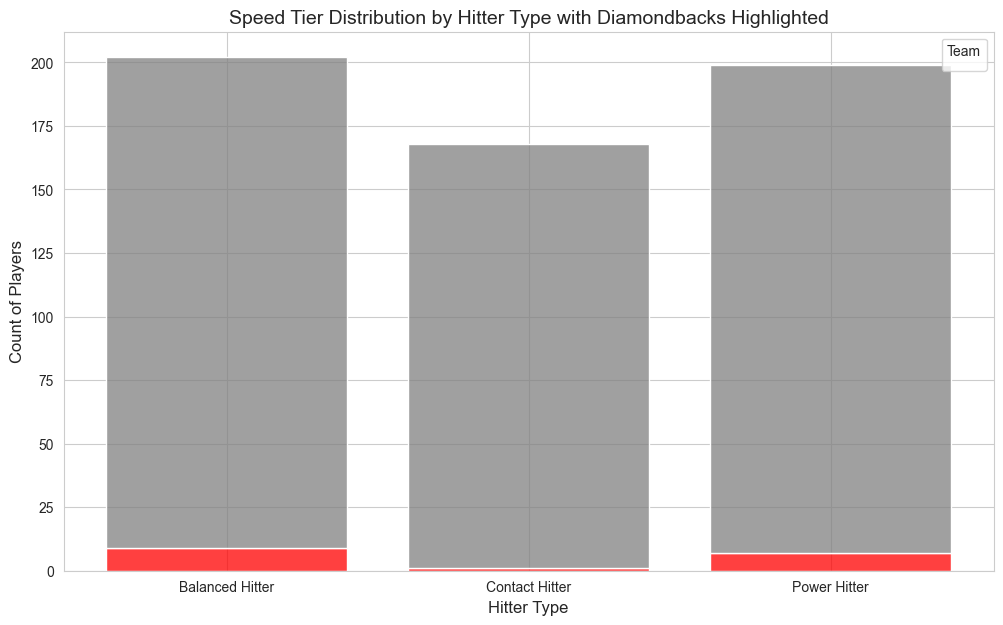 Speed Tier Distribution by Hitter Type with Diamondbacks Highlighted
Team
Count of Players
200
175
150
125
100
75
50
25
0
Balanced Hitter
Contact Hitter
Power Hitter
Hitter Type